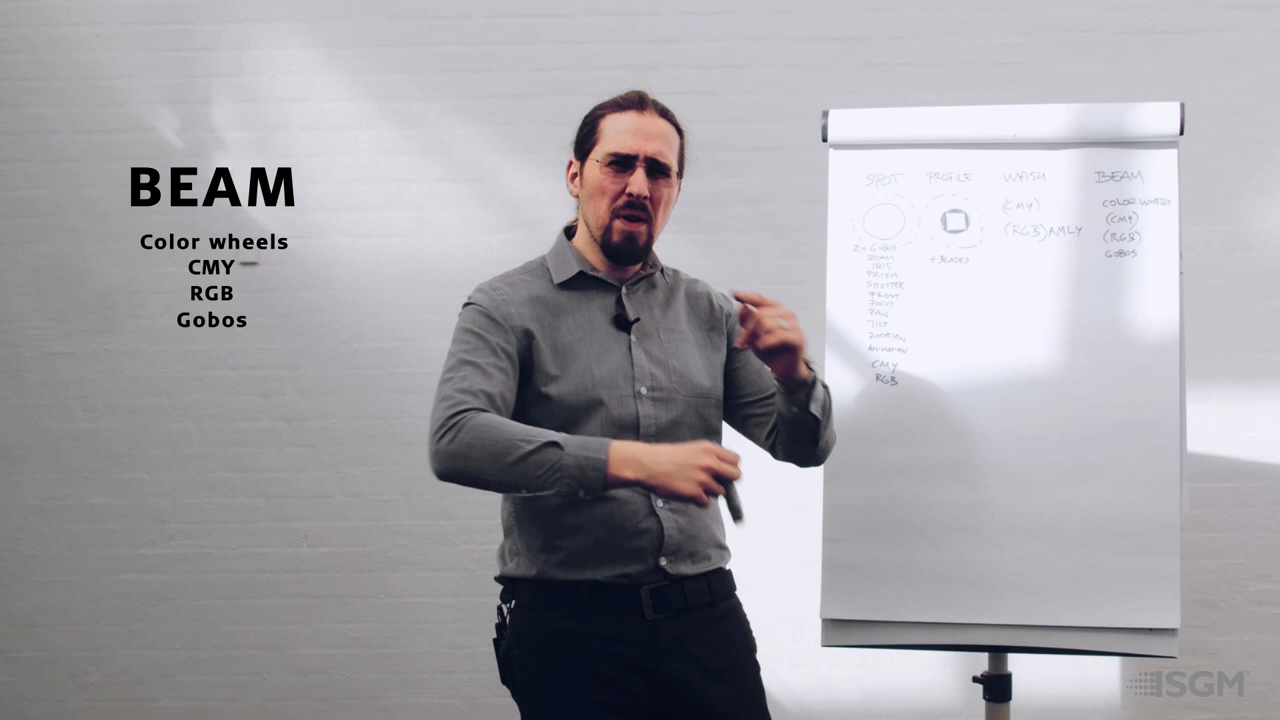 BEAM
Color wheels
CMY
RGB
Gobos
SPOT
2x GOBOS
ZOOM
IRIS
PRISM
SHUTTER
FROST
FOCUS
PAN
TILT
ROTATION
ANIMATION
CMY
RGB
PROFILE
+ BLADES
WASH
(CMY)
(RGB)AMLY
BEAM
COLOR WHEELS
(CMY)
(RGB)
GOBOS
SGM